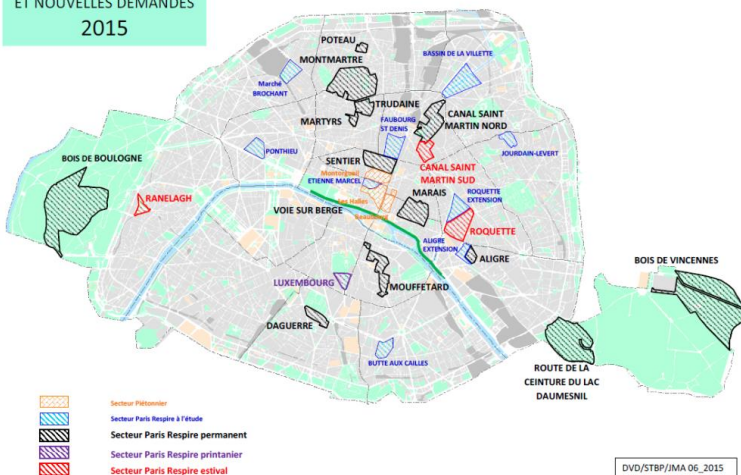 ET NOUVELLES DEMANDES
2015
POTEAU
MONTMARTRE
BASSIN DE LA VILLETTE
Marché
BROCHANT
TRUDAINE
MARTYRS
FAUBOURG
ST DENIS
CANAL SAINT
MARTIN NORD
PONTHIEU
JOURDAIN-LEVERT
BOIS DE BOULOGNE
SENTIER
CANAL SAINT
MARTIN SUD
Montorgueil
ETIENNE MARCEL
MARAIS
ROQUETTE
EXTENSION
RANELAGH
Les Halles
VOIE SUR BERGE
Beaubourg
ROQUETTE
ALIGRE
EXTENSION
ALIGRE
BOIS DE VINCENNES
LUXEMBOURG
MOUFFETARD
DAGUERRE
BUTTE AUX CAILLES
ROUTE DE LA
CEINTURE DU LAC
DAUMESNIL
Secteur Piétonnier
Secteur Paris Respire à l'étude
Secteur Paris Respire permanent
Secteur Paris Respire printanier
Secteur Paris Respire estival
DVD/STBP/JMA 06_2015